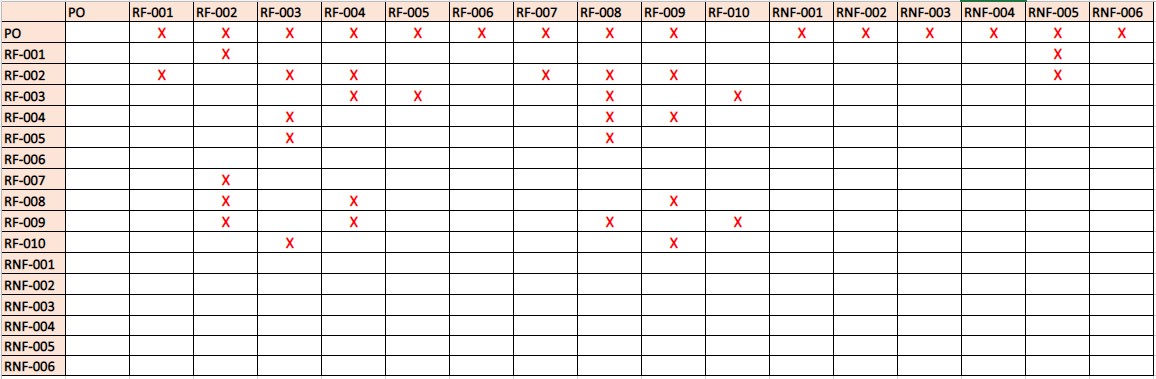 PO RF-001 RF-002 RF-003 RF-004 RF-005 RF-006 RF-007 RF-008 RF-009 RF-010 RNF-001 RNF-002 RNF-003 RNF-004 RNF-005 RNF-006
PO X X X X X X X X X X X X X X X
RF-001 X X
RF-002 X X X X X X X
RF-003 X X X X
RF-004 X X X
RF-005 X X
RF-006
RF-007 X
RF-008 X X X
RF-009 X X X X
RF-010 X X
RNF-001
RNF-002
RNF-003
RNF-004
RNF-005
RNF-006